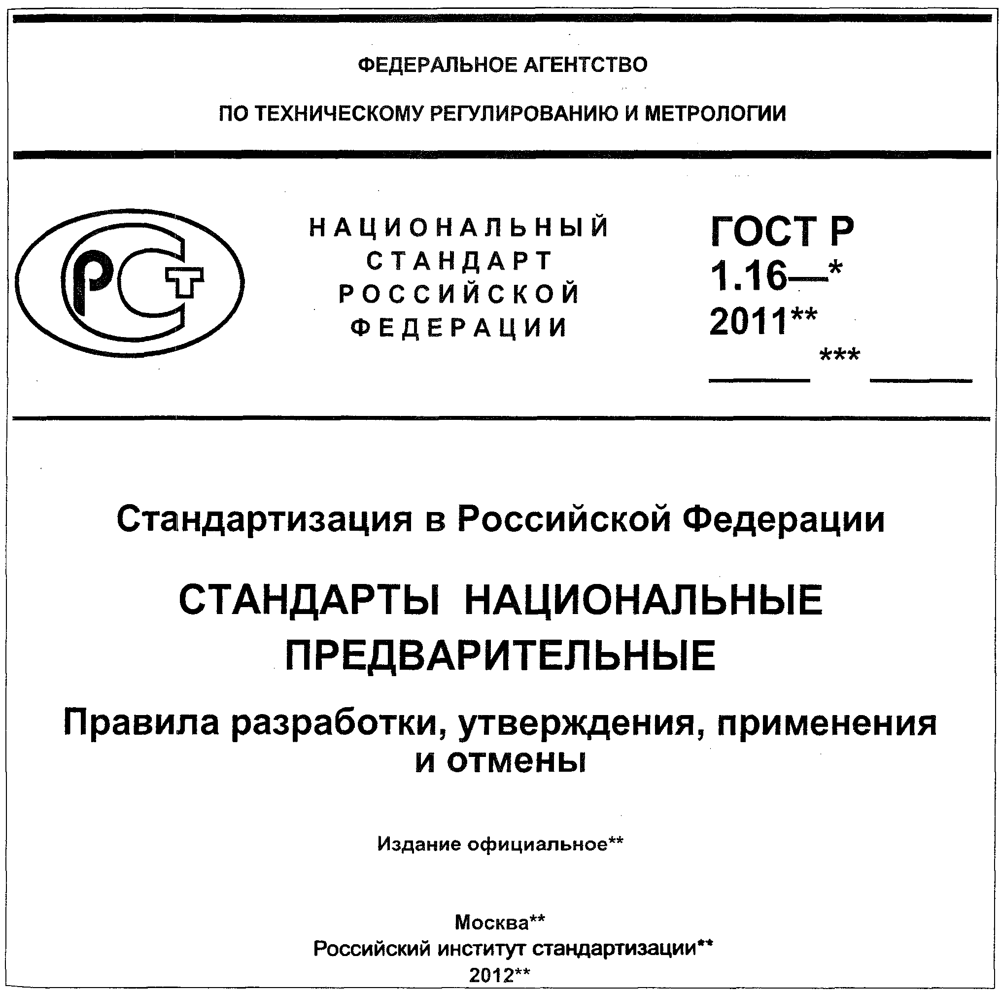 ФЕДЕРАЛЬНОЕ АГЕНТСТВО
ПО ТЕХНИЧЕСКОМУ РЕГУЛИРОВАНИЮ И МЕТРОЛОГИИ
РСТ
НАЦИОНАЛЬНЫЙ
СТАНДАРТ
РОССИЙСКОЙ
ФЕДЕРАЦИИ
ГОСТ Р
1.16—*
2011**
***
Стандартизация в Российской Федерации
СТАНДАРТЫ НАЦИОНАЛЬНЫЕ
ПРЕДВАРИТЕЛЬНЫЕ
Правила разработки, утверждения, применения
и отмены
Издание официальное**
Москва**
Российский институт стандартизации**
2012**